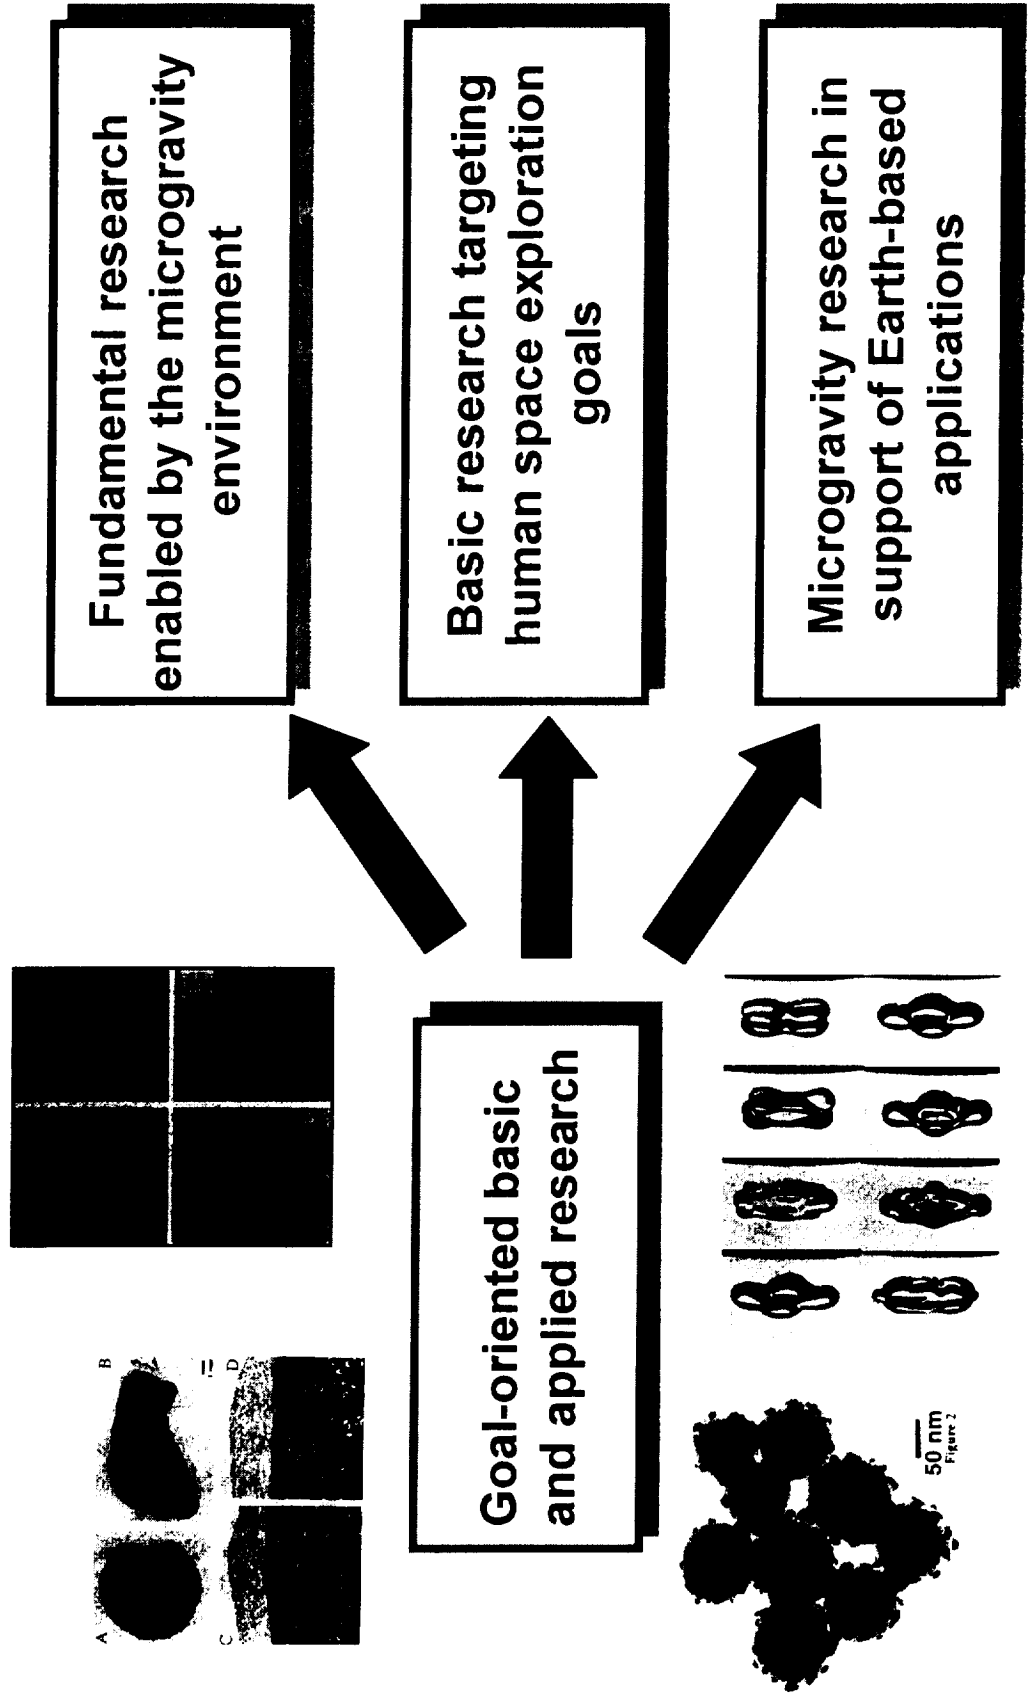 A
B
C
D
Goal-oriented basic
and applied research
50 nm
Figure 2
Fundamental research
enabled by the microgravity
environment
Basic research targeting
human space exploration
goals
Microgravity research in
support of Earth-based
applications